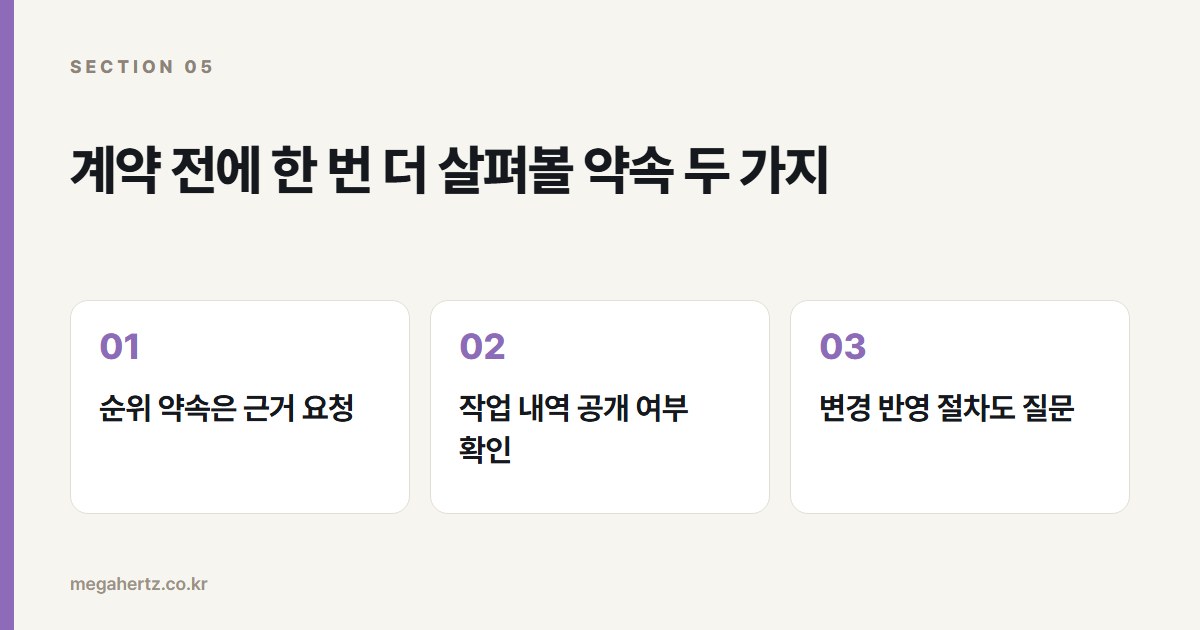 SECTION 05
계약 전에 한 번 더 살펴볼 약속 두 가지
01
순위 약속은 근거 요청
02
작업 내역 공개 여부
확인
03
변경 반영 절차도 질문
megahertz.co.kr